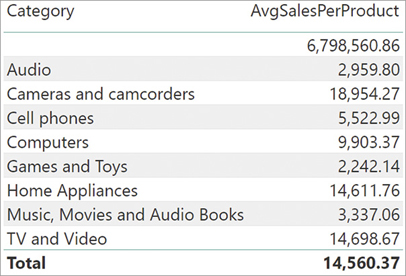 Category AvgSalesPerProduct
6,798,560.86
Audio 2,959.80
Cameras and camcorders 18,954.27
Cell phones 5,522.99
Computers 9,903.37
Games and Toys 2,242.14
Home Appliances 14,611.76
Music, Movies and Audio Books 3,337.06
TV and Video 14,698.67
Total 14,560.37